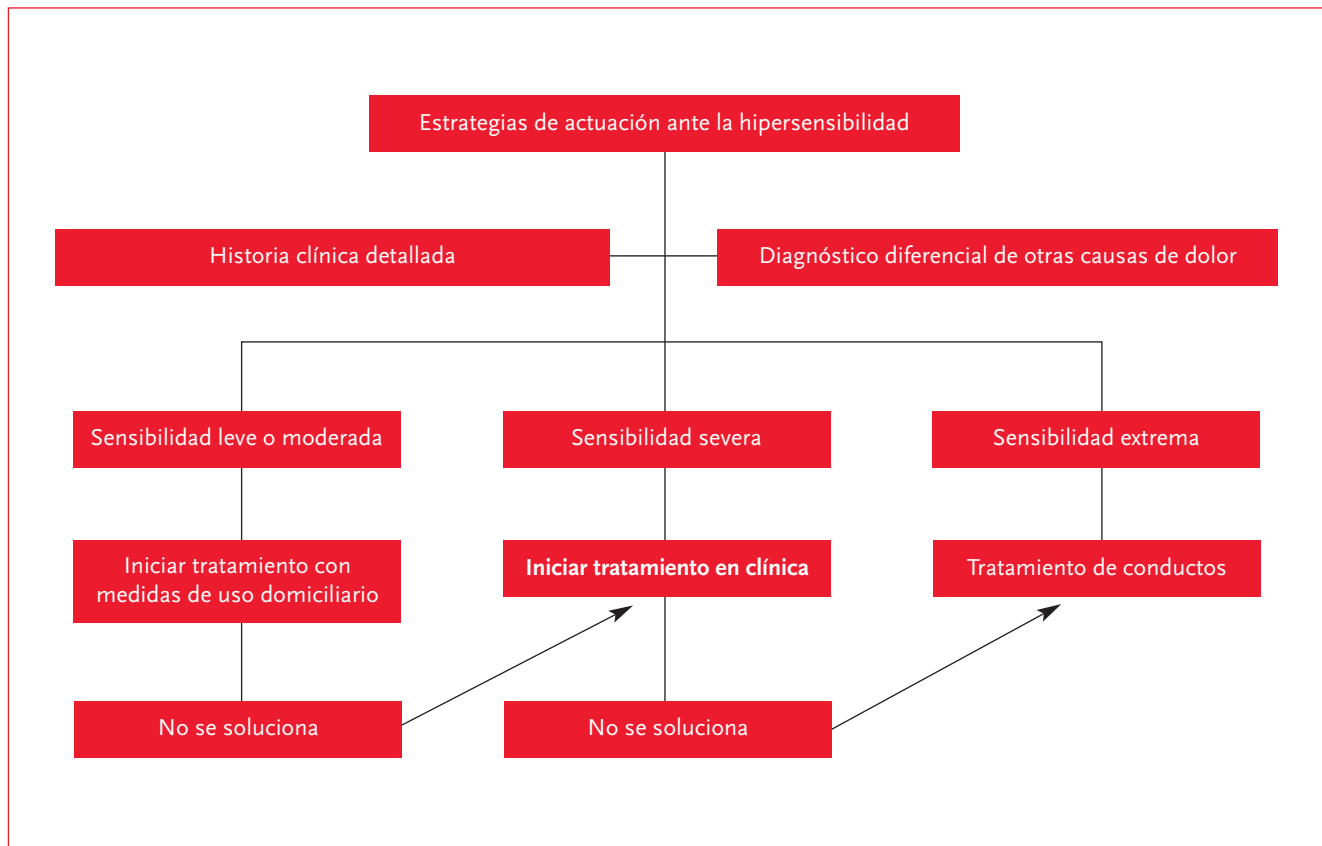 Estrategias de actuación ante la hipersensibilidad
Historia clínica detallada
Diagnóstico diferencial de otras causas de dolor
Sensibilidad leve o moderada
Sensibilidad severa
Sensibilidad extrema
Iniciar tratamiento con
medidas de uso domiciliario
Iniciar tratamiento en clínica
Tratamiento de conductos
No se soluciona
No se soluciona